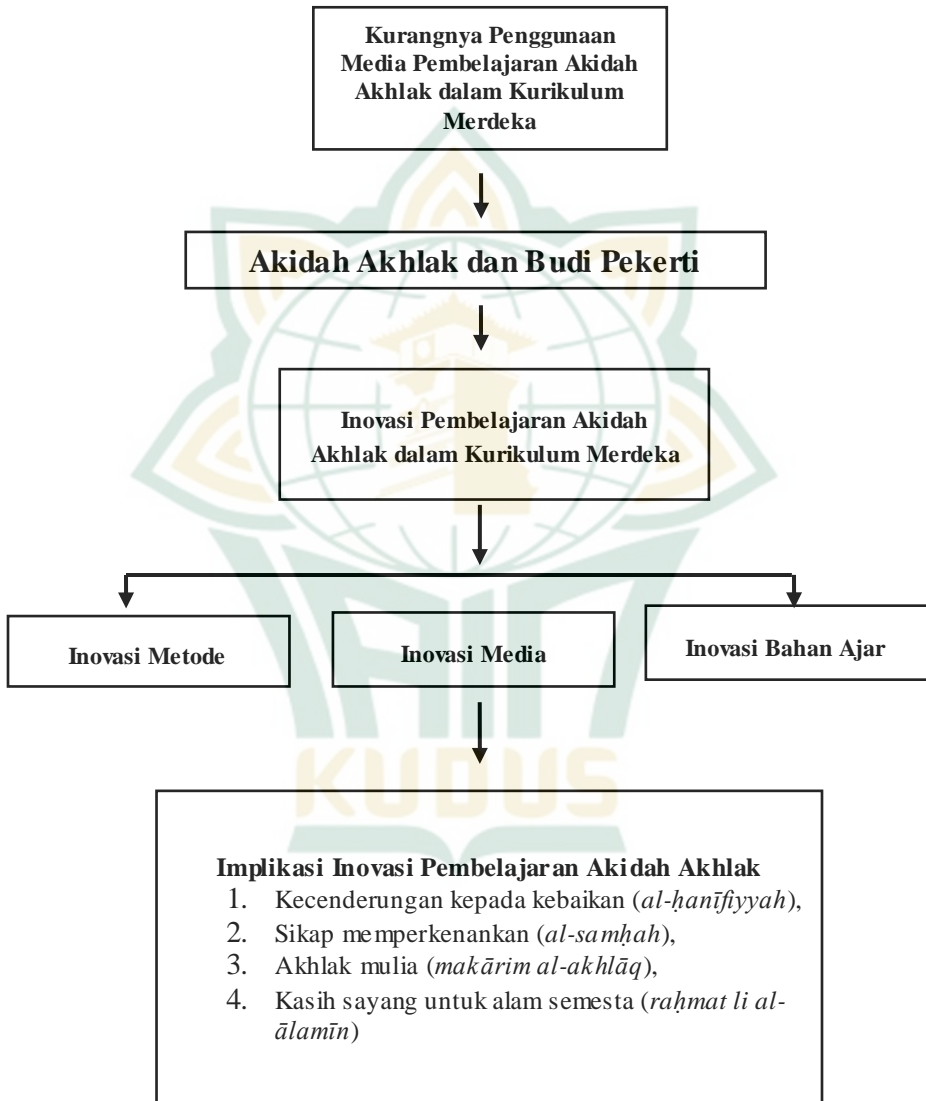 Kurangnya Penggunaan
Media Pembelajaran Akidah
Akhlak dalam Kurikulum
Merdeka
Akidah Akhlak dan Budi Pekerti
Inovasi Pembelajaran Akidah
Akhlak dalam Kurikulum Merdeka
Inovasi Metode
Inovasi Media
Inovasi Bahan Ajar
IAIN
KUDUS
Implikasi Inovasi Pembelajaran Akidah Akhlak
1. Kecenderungan kepada kebaikan (al-ḥanīfiyyah),
2. Sikap memperkenankan (al-samḥah),
3. Akhlak mulia (makārim al-akhlāq),
4. Kasih sayang untuk alam semesta (raḥmat li al-
ālamīn)